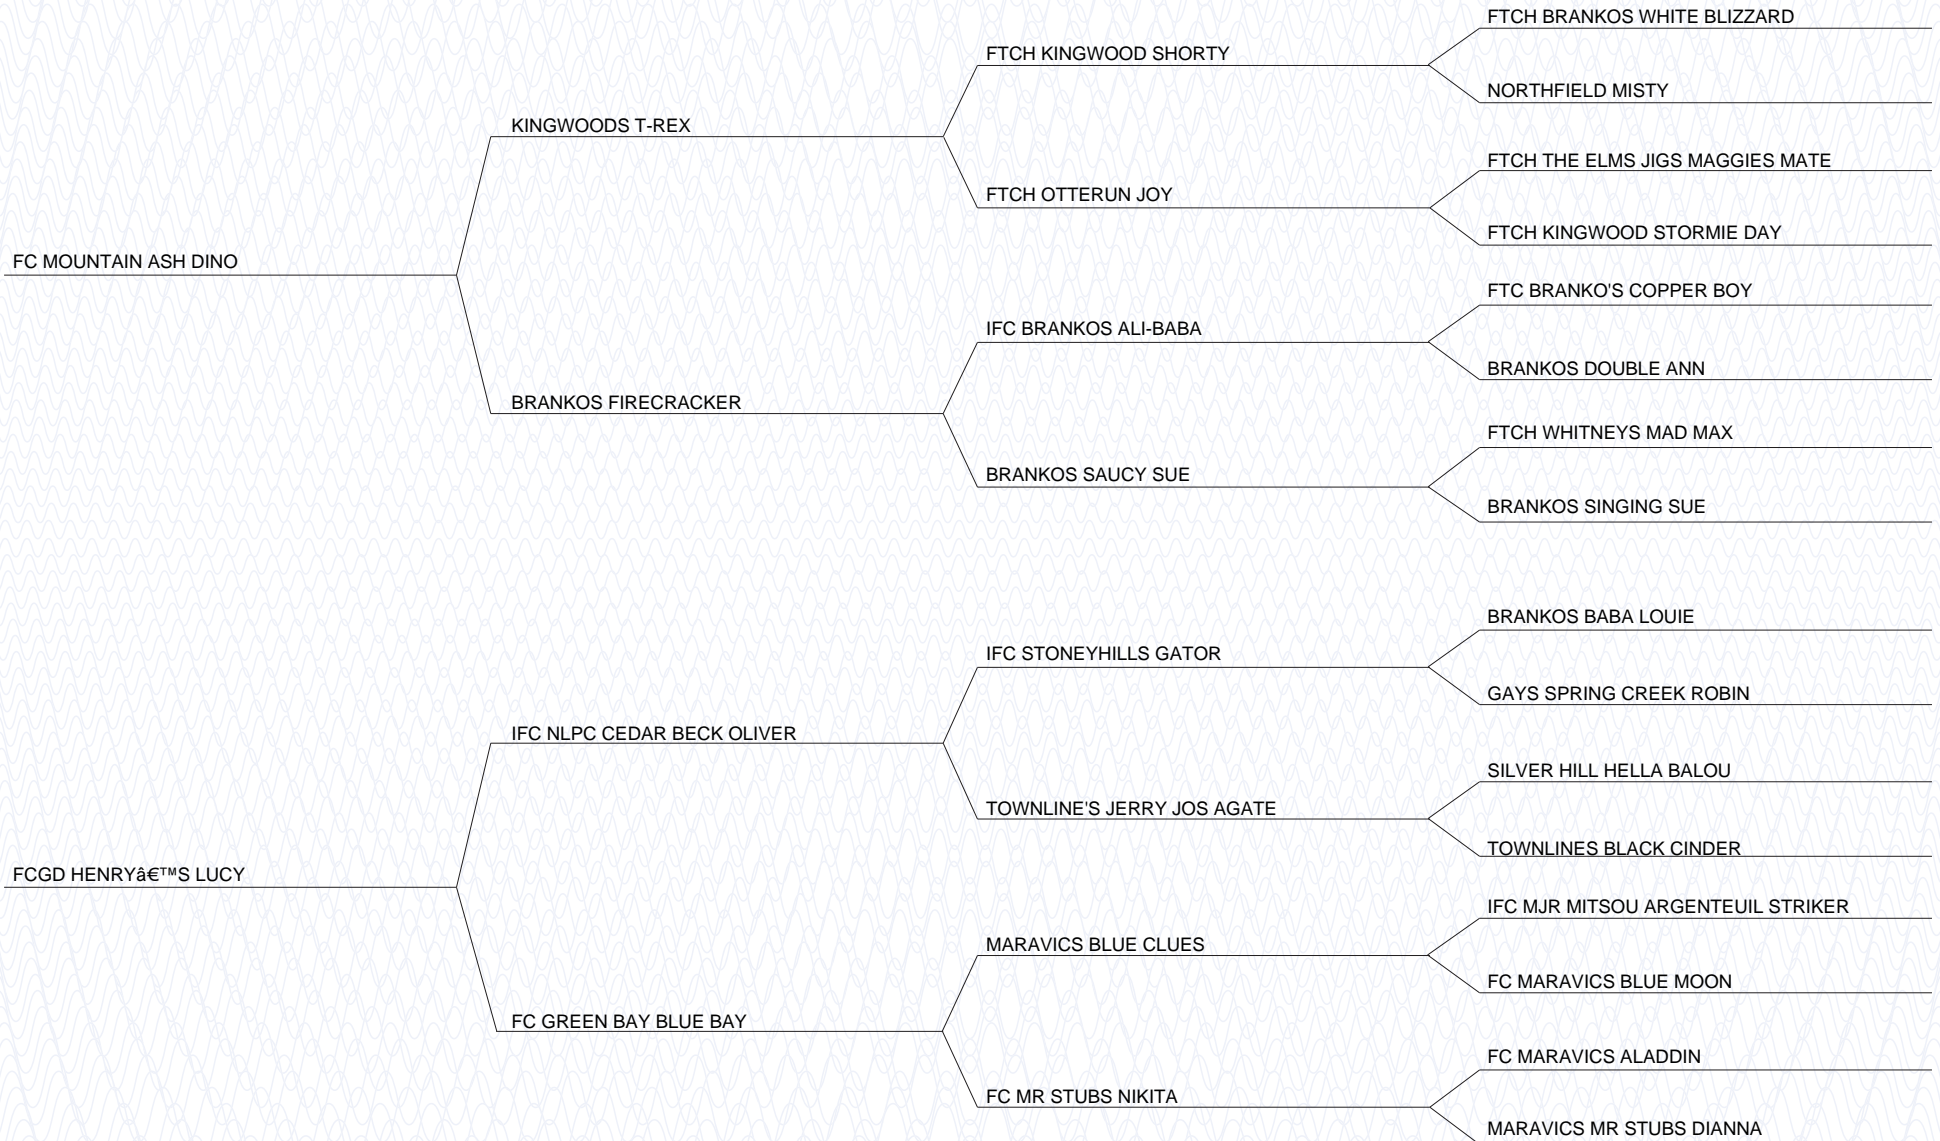 FTCH BRANKOS WHITE BLIZZARD
FTCH KINGWOOD SHORTY
NORTHFIELD MISTY
KINGWOODS T-REX
FTCH THE ELMS JIGS MAGGIES MATE
FTCH OTTERUN JOY
FTCH KINGWOOD STORMIE DAY
FC MOUNTAIN ASH DINO
FTC BRANKO'S COPPER BOY
IFC BRANKOS ALI-BABA
BRANKOS DOUBLE ANN
BRANKOS FIRECRACKER
FTCH WHITNEYS MAD MAX
BRANKOS SAUCY SUE
BRANKOS SINGING SUE
BRANKOS BABA LOUIE
IFC STONEYHILLS GATOR
GAYS SPRING CREEK ROBIN
IFC NLPC CEDAR BECK OLIVER
SILVER HILL HELLA BALOU
TOWNLINE'S JERRY JOS AGATE
TOWNLINES BLACK CINDER
FCGD HENRYâ€™S LUCY
IFC MJR MITSOU ARGENTEUIL STRIKER
MARAVICS BLUE CLUES
FC MARAVICS BLUE MOON
FC GREEN BAY BLUE BAY
FC MARAVICS ALADDIN
FC MR STUBS NIKITA
MARAVICS MR STUBS DIANNA